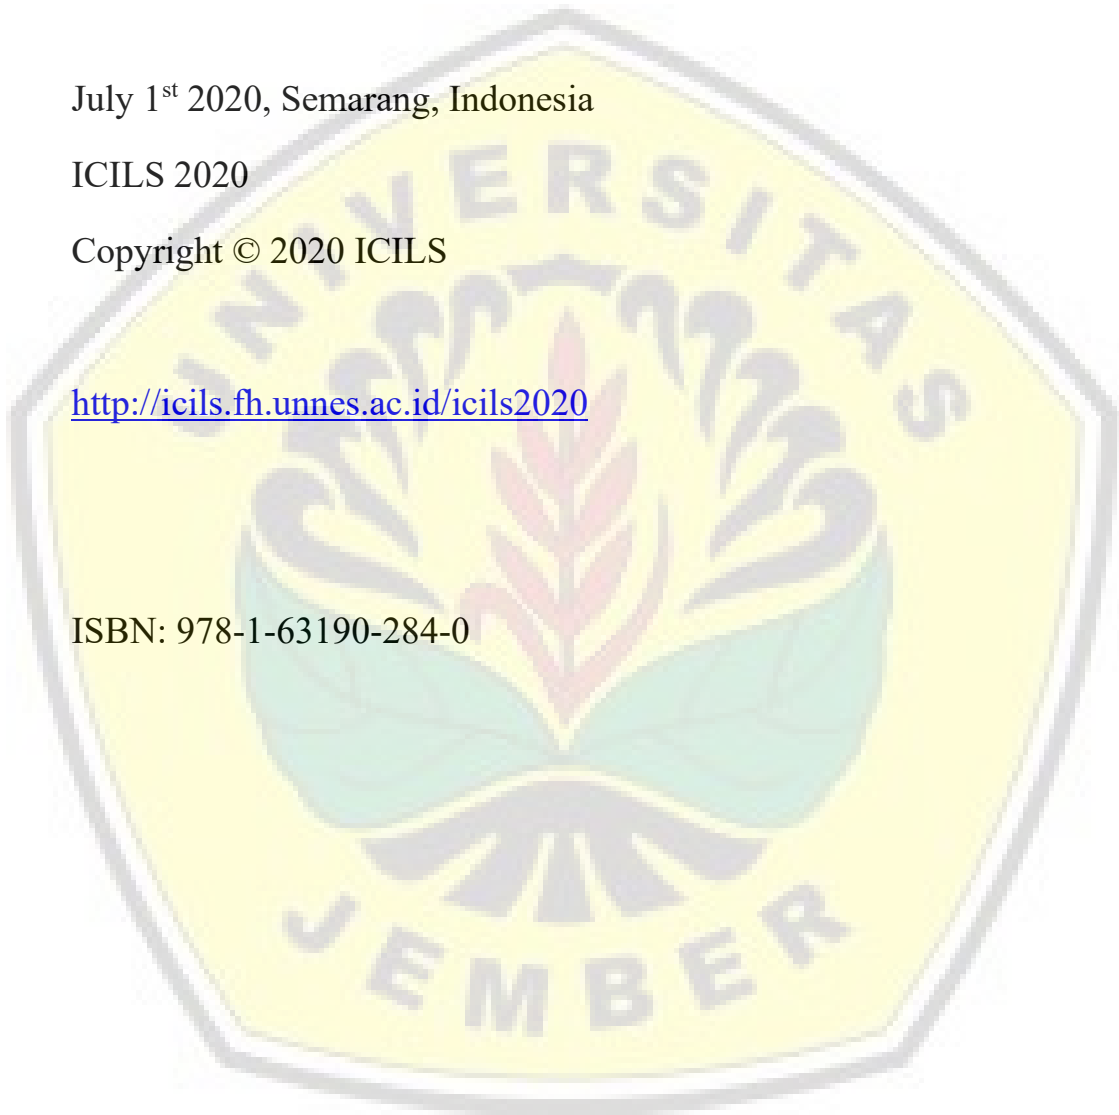 July 1st 2020, Semarang, Indonesia
ICILS 2020
Copyright © 2020 ICILS
http://icils.fh.unnes.ac.id/icils2020
ISBN: 978-1-63190-284-0
UNIVERSITAS
JEMBER